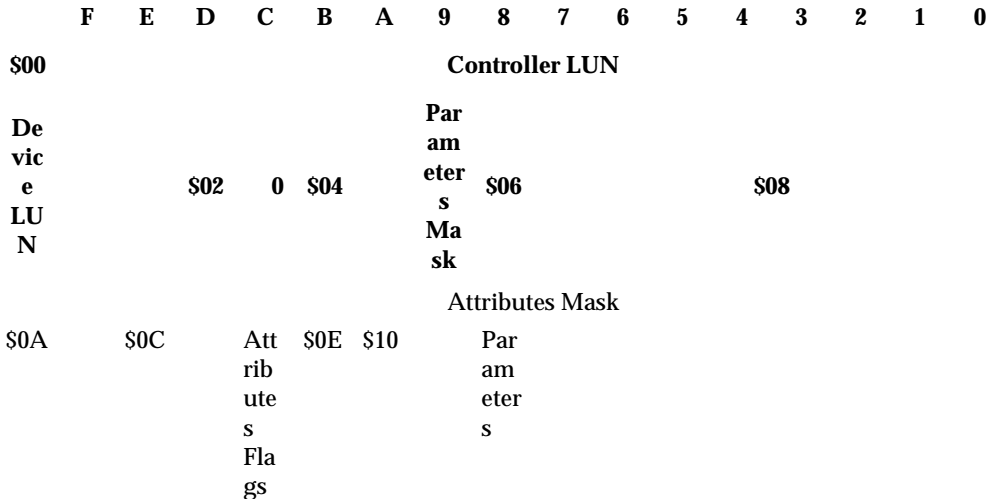 F E D C B A 9 8 7 6 5 4 3 2 1 0
$00 Controller LUN
De
vic
e
LU
N
$02 0 $04
Par
am
eter
s
Ma
sk
$06 $08
Attributes Mask
$0A $0C
Att
rib
ute
s
Fla
gs
$0E $10
Par
am
eter
s